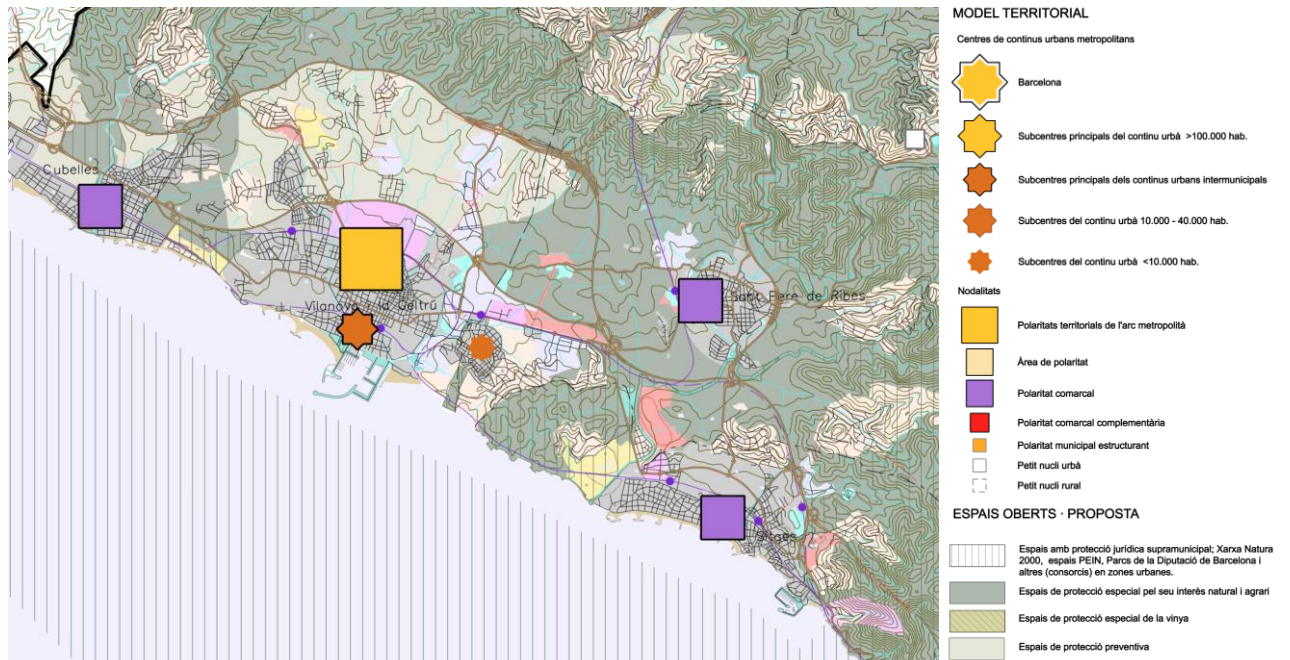 Cubelles
Vilanova i la Geltrú
Sant Pere de Ribes
Sitges
MODEL TERRITORIAL
Centres de continus urbans metropolitans
Barcelona
Subcentres principals del continu urbà >100.000 hab.
Subcentres principals dels continus urbans intermunicipals
Subcentres del continu urbà 10.000 - 40.000 hab.
Subcentres del continu urbà <10.000 hab.
Nodalitats
Polaritats territorials de l'arc metropolità
Àrea de polaritat
Polaritat comarcal
Polaritat comarcal complementària
Polaritat municipal estructurant
Petit nucli urbà
Petit nucli rural
ESPAIS OBERTS · PROPOSTA
Espais amb protecció jurídica supramunicipal; Xarxa Natura
2000, espais PEIN, Parcs de la Diputació de Barcelona i
altres (consorcis) en zones urbanes.
Espais de protecció especial pel seu interès natural i agrari
Espais de protecció especial de la vinya
Espais de protecció preventiva